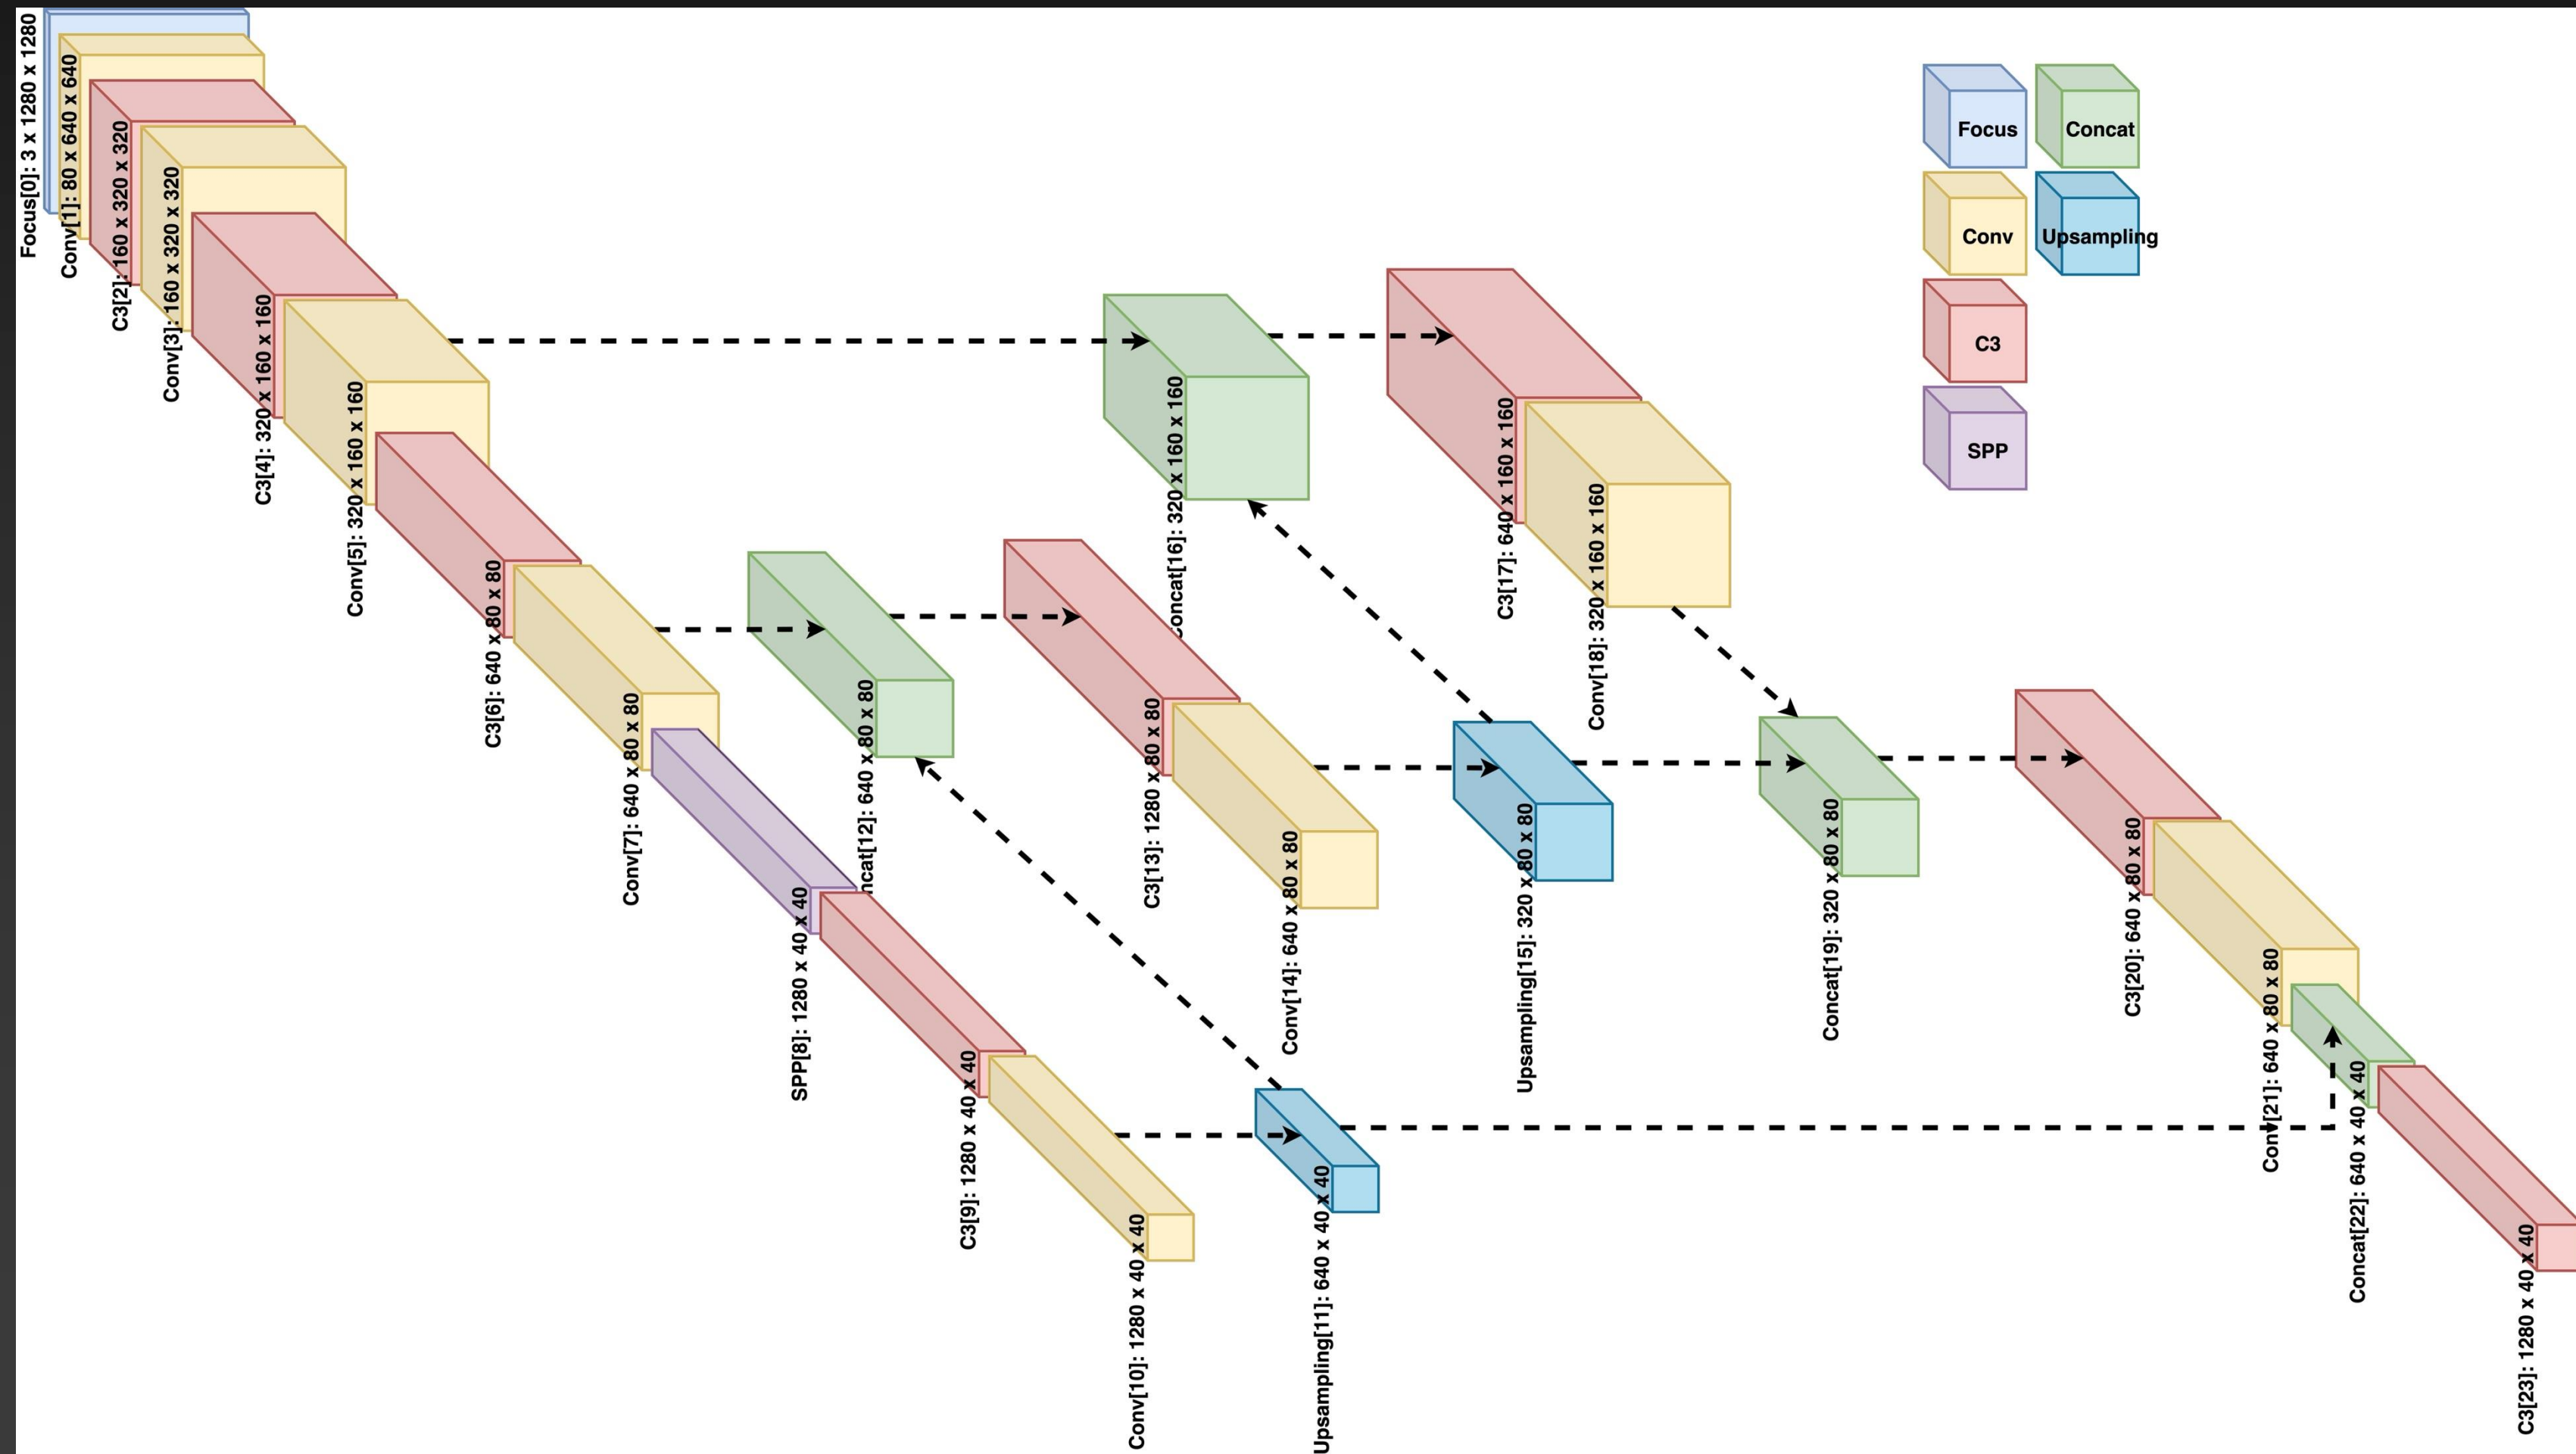 Focus[0]: 3 x 1280 x 1280
Conv[1]: 80 x 640 x 640
C3[2]: 160 x 320 x 320
Conv[3]: 160 x 320 x 320
C3[4]: 320 x 160 x 160
Conv[5]: 320 x 160 x 160
C3[6]: 640 x 80 x 80
Conv[7]: 640 x 80 x 80
SPP[8]: 1280 x 40 x 40
C3[9]: 1280 x 40 x 40
Conv[10]: 1280 x 40 x 40
Upsampling[11]: 640 x 40 x 40
ncat[12]: 640 x 80 x 80
C3[13]: 1280 x 80 x 80
Conv[14]: 640 x 80 x 80
Upsampling[15]: 320 x 80 x 80
oncat[16]: 320 x 160 x 160
C3[17]: 640 x 160 x 160
Conv[18]: 320 x 160 x 160
Concat[19]: 320 x 80 x 80
C3[20]: 640 x 80 x 80
Conv[21]: 640 x 80 x 80
Concat[22]: 640 x 40 x 40
C3[23]: 1280 x 40 x 40
Focus
Concat
Conv
Upsampling
C3
SPP